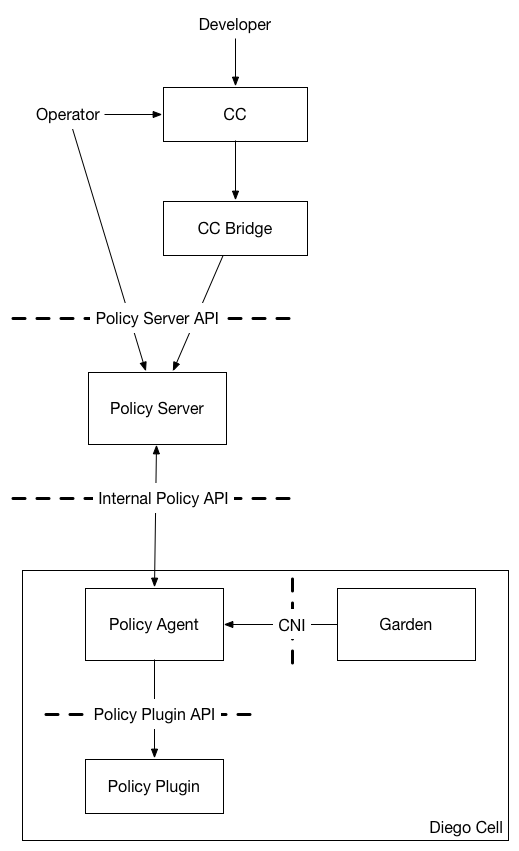 Developer
Operator
CC
CC Bridge
Policy Server API
Policy Server
Internal Policy API
Policy Agent
CNI
Garden
Policy Plugin API
Policy Plugin
Diego Cell